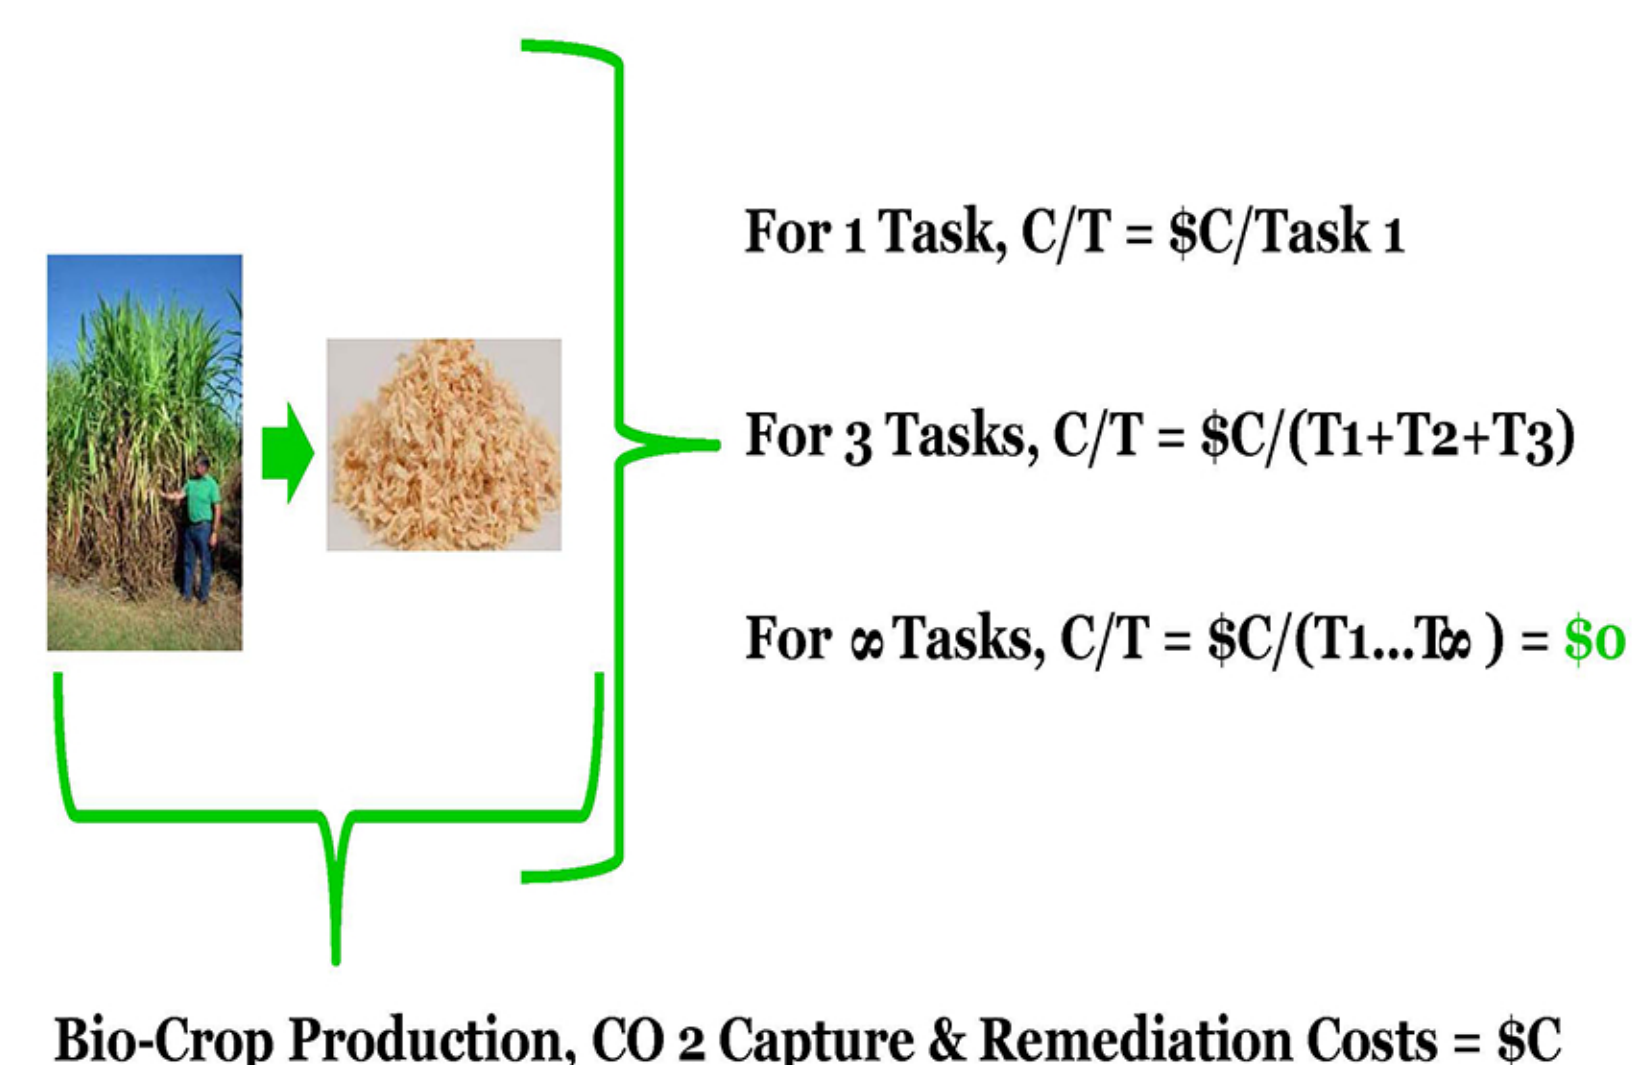 For 1 Task, C/T = $C/Task 1
For 3 Tasks, C/T = $C/(T1+T2+T3)
For ∞ Tasks, C/T = $C/(T1...T∞ ) = $0
Bio-Crop Production, CO 2 Capture & Remediation Costs = $C